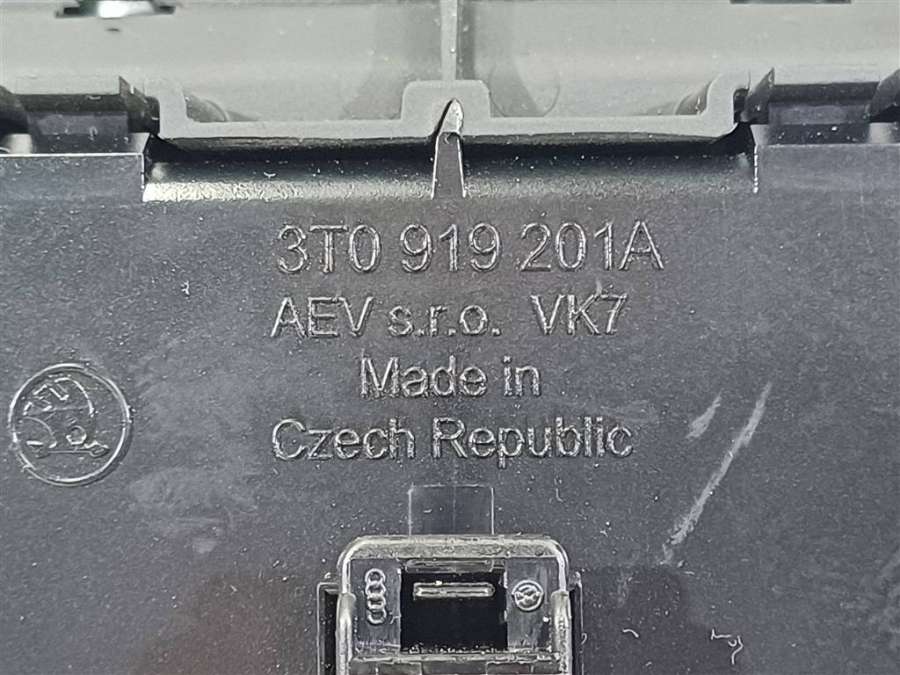 3T0 919 201A
AEV s.r.o. VK7
Made in
Czech Republic